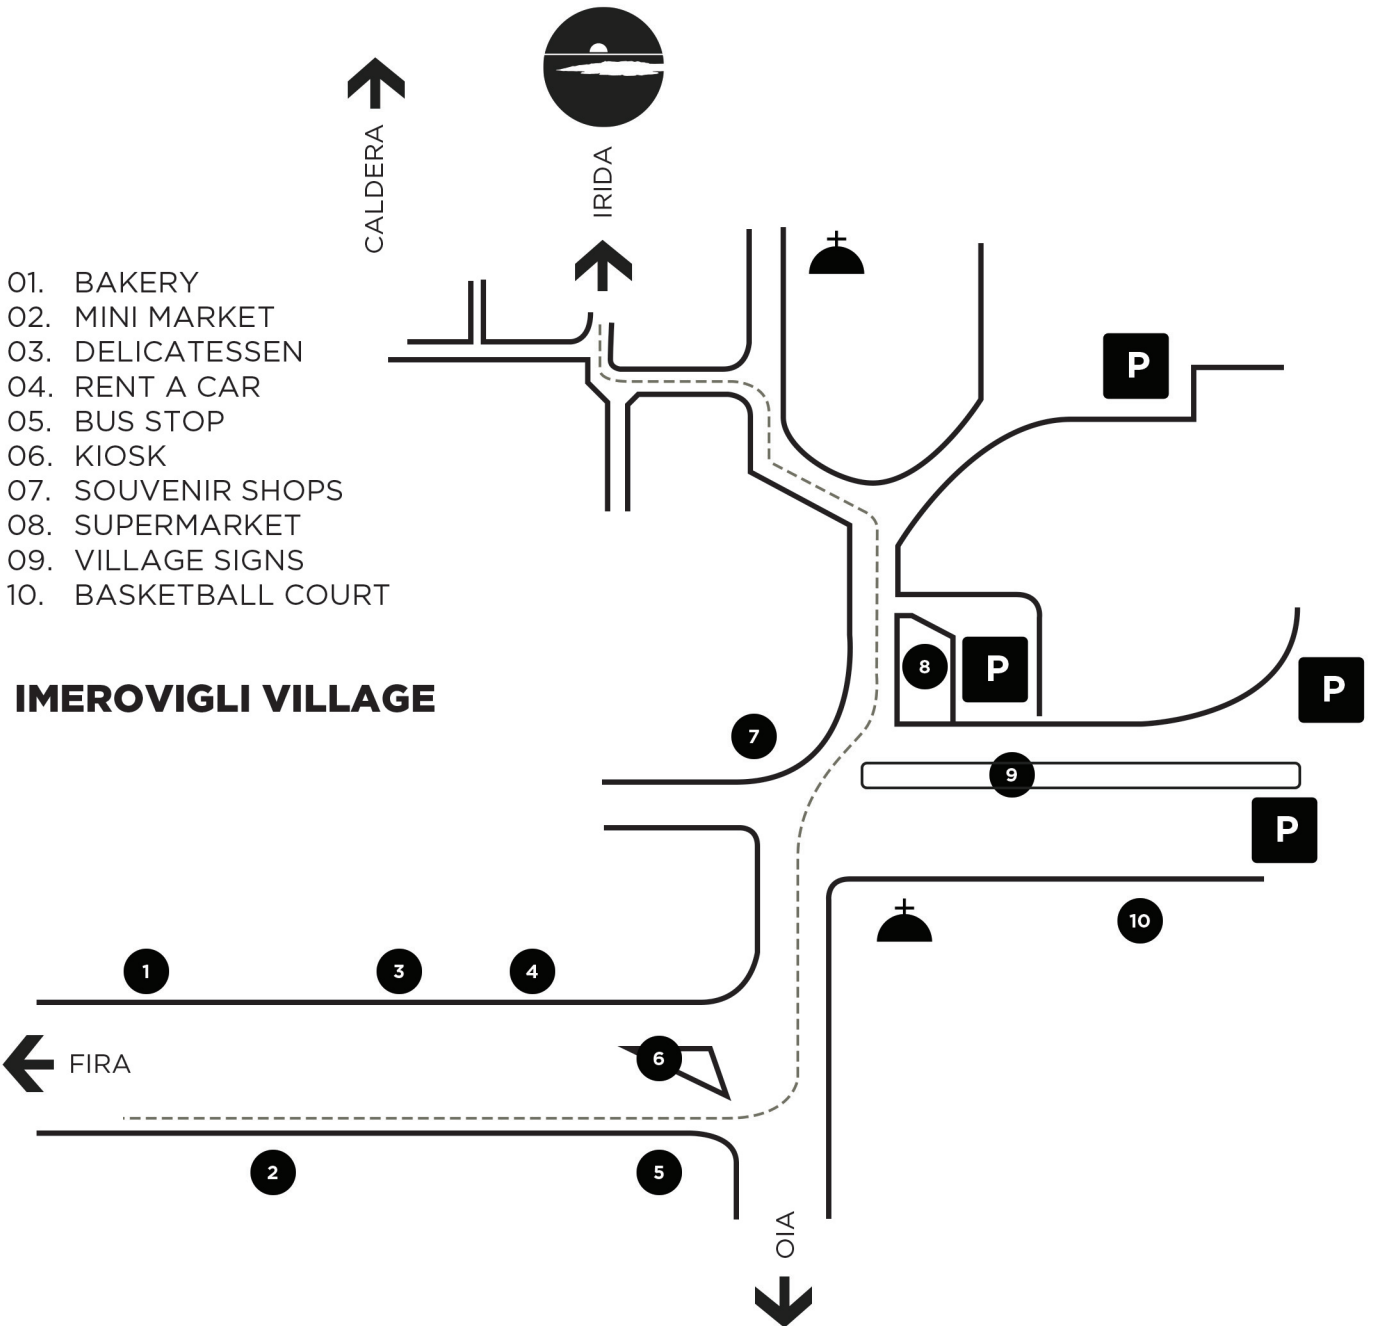 CALDERA
IRIDA
01. BAKERY
02. MINI MARKET
03. DELICATESSEN
04. RENT A CAR
05. BUS STOP
06. KIOSK
07. SOUVENIR SHOPS
08. SUPERMARKET
09. VILLAGE SIGNS
10. BASKETBALL COURT
IMEROVIGLI VILLAGE
P
8
P
P
7
9
P
10
1
3
4
6
FIRA
2
5
OIA